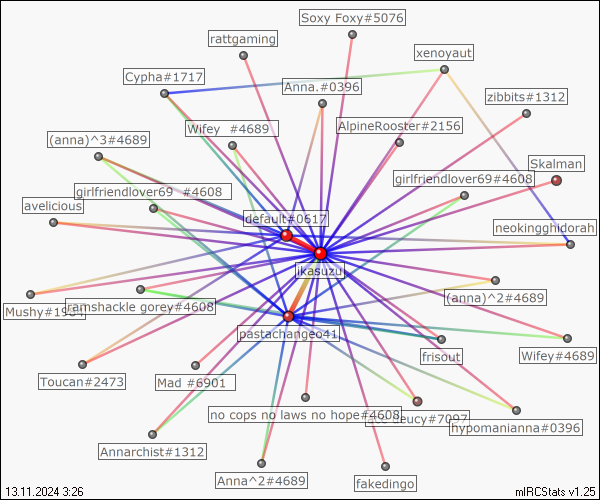 Soxy Foxy#5076
rattgaming
xenoyaut
Cypha#1717
Anna.#0396
zibbits#1312
Wifey #4689
AlpineRooster#2156
(anna)^3#4689
Skalman
girlfriendlover69 #4608
girlfriendlover69#4608
avelicious
default#0617
neokingghidorah
ikasuzu
(anna)^2#4689
Mushy#19
ramshackle gorey#4608
pastachangeo41
frisout
Wifey#4689
Toucan#2473
Mad #6901
no cops no laws no hope#4608
deucy#7097
hypomanianna#0396
Annarchist#1312
Anna^2#4689
fakedingo
13.11.2024 3:26
mIRCStats v1.25